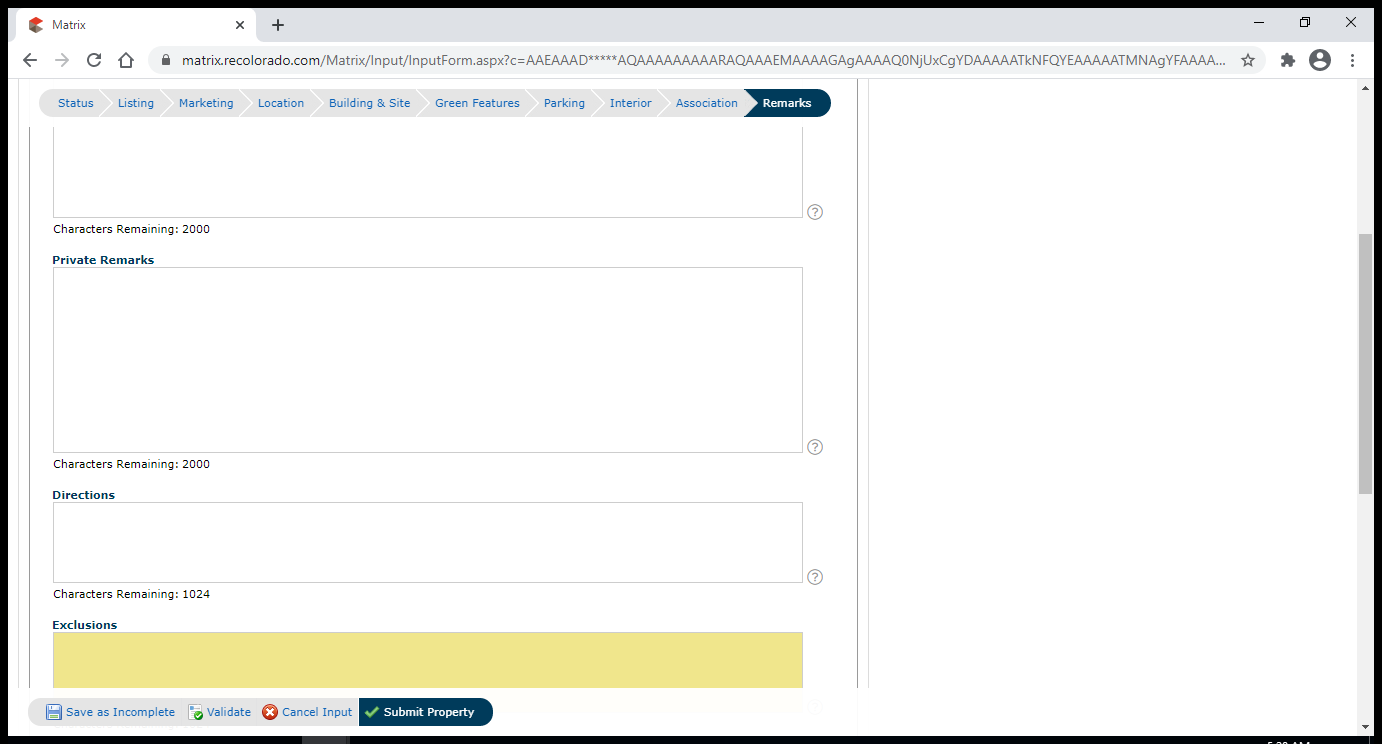 Matrix
matrix.recolorado.com/Matrix/Input/InputForm.aspx?c=AAEAAAD*****AQAAAAAAAAARAQAAAEMAAAAGAgAAAAQ0NjUxCgYDAAAAATkNFQYEAAAAATMNAgYFAAAA...
Status Listing Marketing Location Building & Site Green Features Parking Interior Association Remarks
Characters Remaining: 2000
Private Remarks
Characters Remaining: 2000
Directions
Characters Remaining: 1024
Exclusions
Save as Incomplete Validate Cancel Input Submit Property